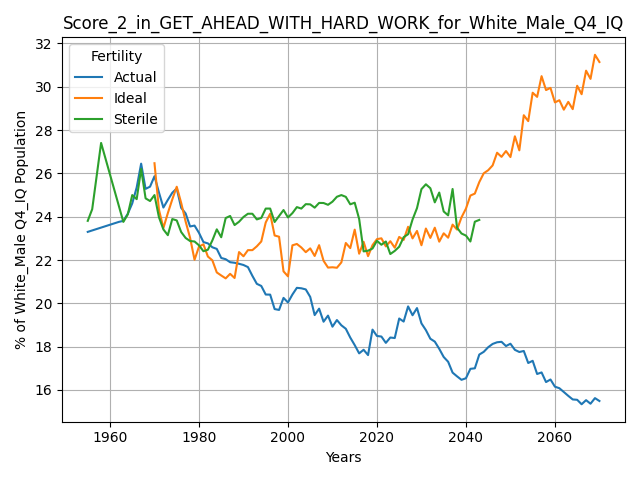 Score_2_in_GET_AHEAD_WITH_HARD_WORK_for_White_Male_Q4_IQ
32
30
28
26
24
22
20
18
16
% of White_Male Q4_IQ Population
Fertility
Actual
Ideal
Sterile
1960 1980 2000 2020 2040 2060
Years